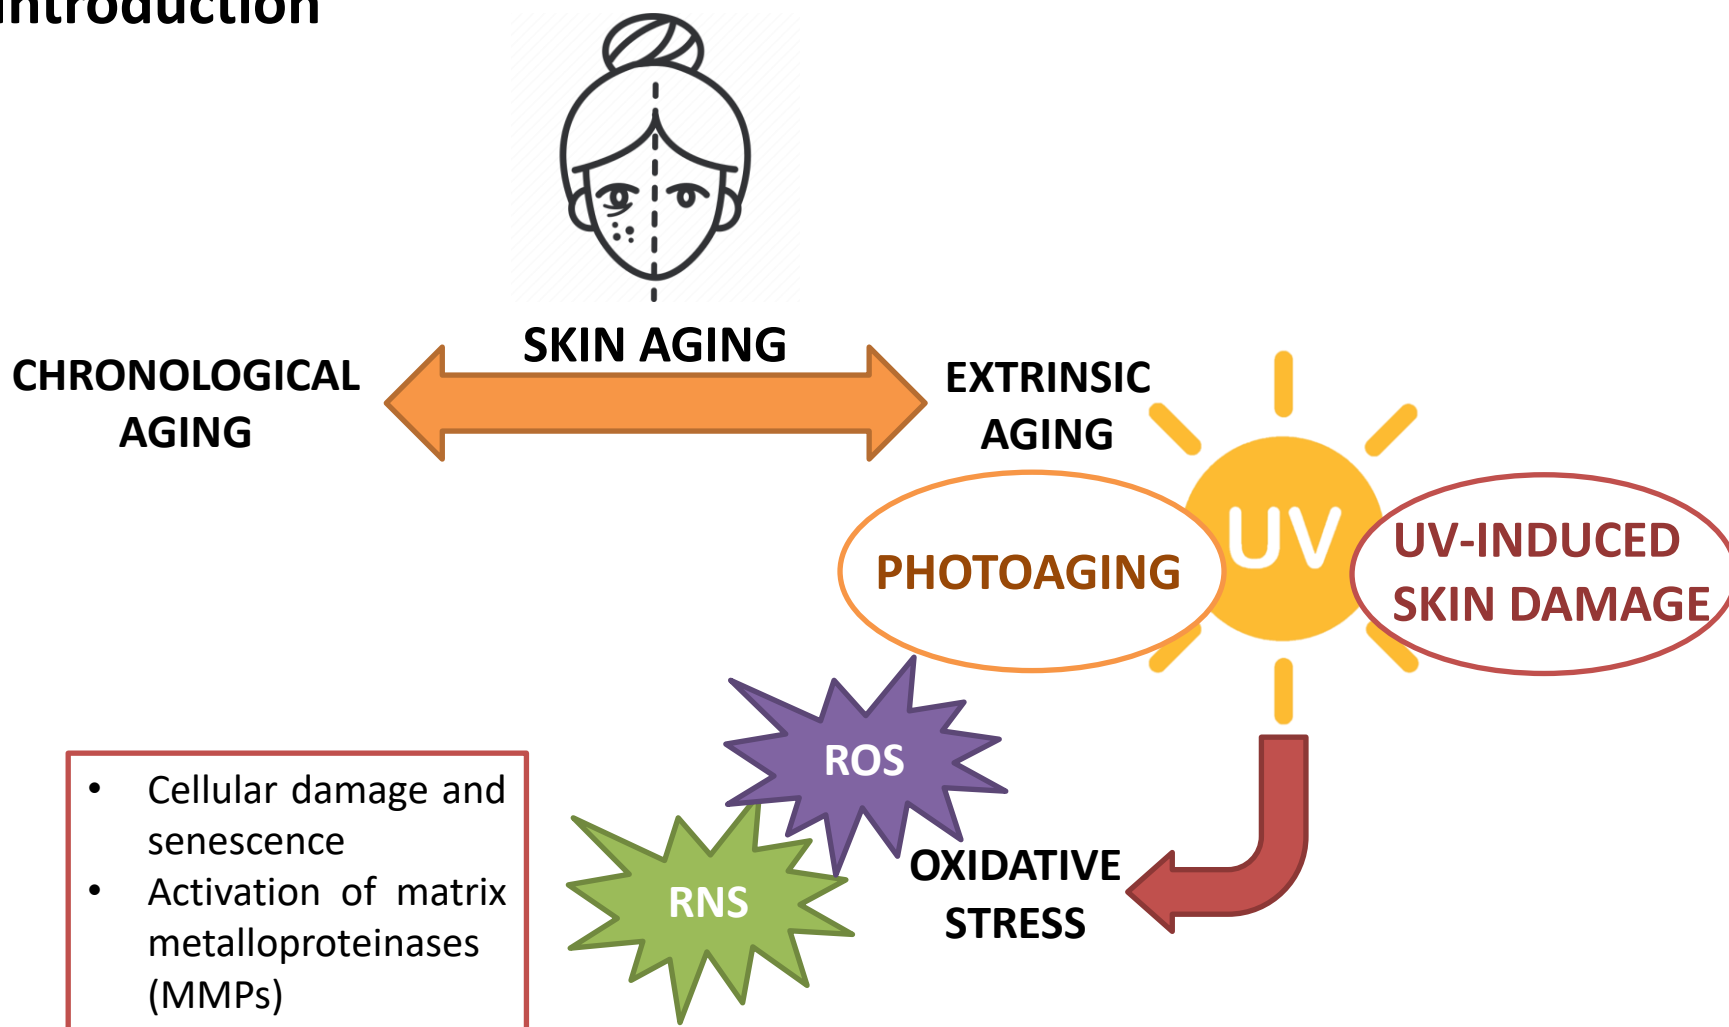 Introduction
SKIN AGING
CHRONOLOGICAL
AGING
EXTRINSIC
AGING
UV
PHOTOAGING
UV-INDUCED
SKIN DAMAGE
ROS
RNS
OXIDATIVE
STRESS
• Cellular damage and
senescence
• Activation of matrix
metalloproteinases
(MMPs)